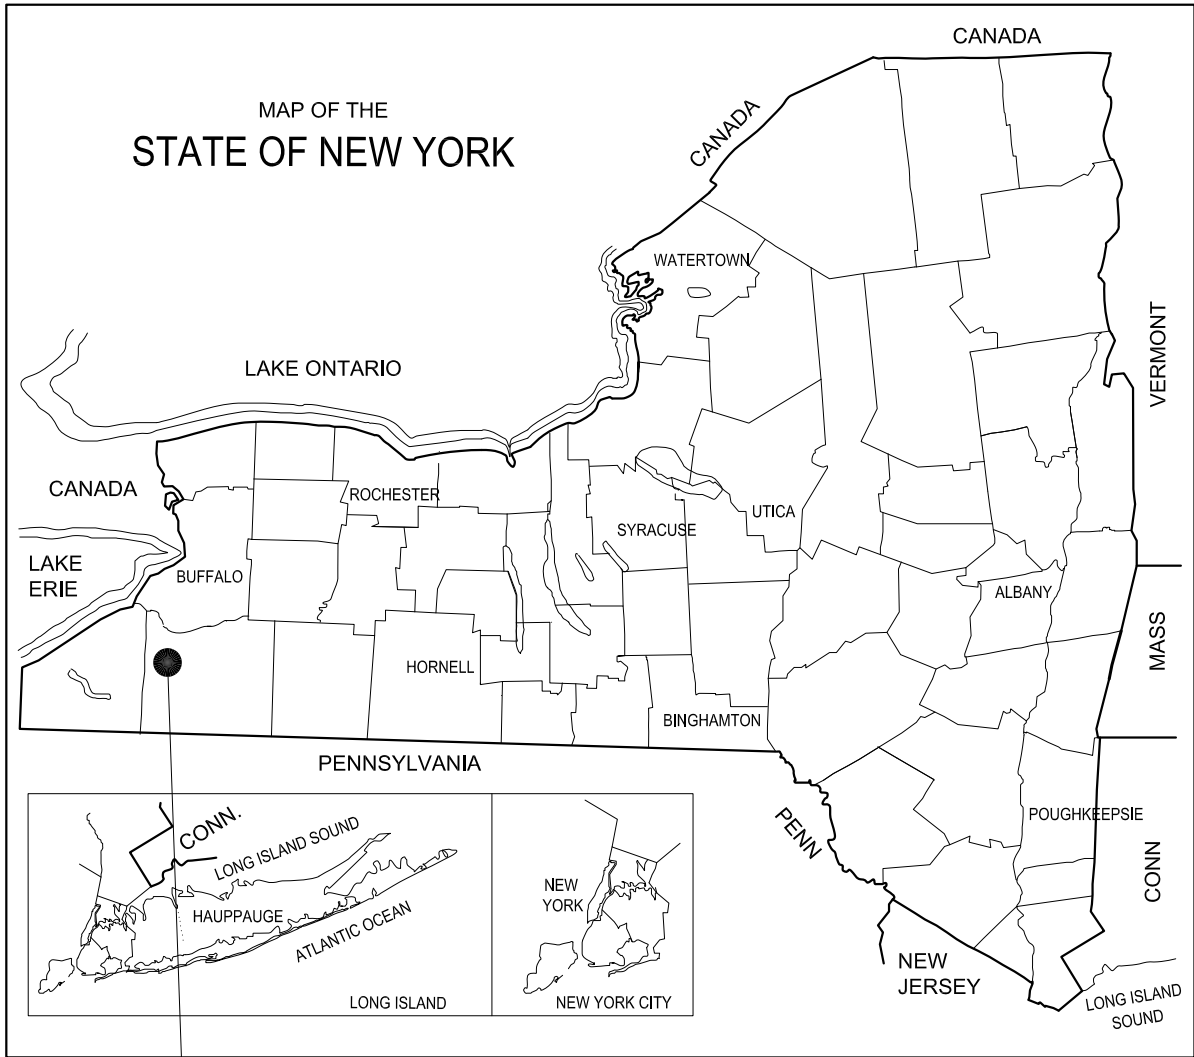 CANADA
MAP OF THE
STATE OF NEW YORK
CANADA
WATERTOWN
VERMONT
LAKE ONTARIO
CANADA
ROCHESTER
UTICA
SYRACUSE
LAKE
ERIE
BUFFALO
ALBANY
MASS
HORNELL
BINGHAMTON
PENNSYLVANIA
PENN
POUGHKEEPSIE
CONN
CONN.
LONG ISLAND SOUND
HAUPPAUGE
ATLANTIC OCEAN
LONG ISLAND
NEW
YORK
NEW YORK CITY
NEW
JERSEY
LONG ISLAND
SOUND